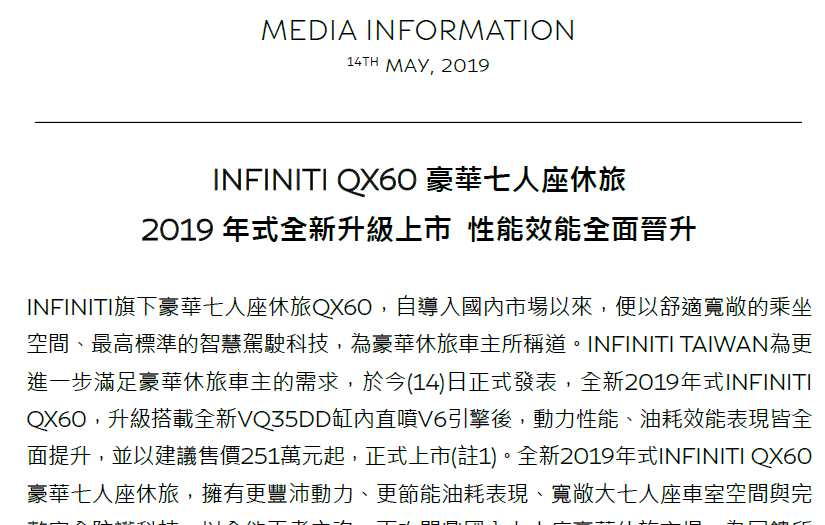 MEDIA INFORMATION
14TH MAY, 2019
INFINITI QX60 豪華七人座休旅
2019 年式全新升級上市 性能效能全面晉升
INFINITI旗下豪華七人座休旅QX60，自導入國內市場以來，便以舒適寬敞的乘坐
空間、最高標準的智慧駕駛科技，為豪華休旅車主所稱道。INFINITI TAIWAN為更
進一步滿足豪華休旅車主的需求，於今(14)日正式發表，全新2019年式INFINITI
QX60，升級搭載全新VQ35DD缸內直噴V6引擎後，動力性能、油耗效能表現皆全
面提升，並以建議售價251萬元起，正式上市(註1)。全新2019年式INFINITI QX60
豪華七人座休旅，擁有更豐沛動力、更節能油耗表現、寬敞大七人座車室空間與完